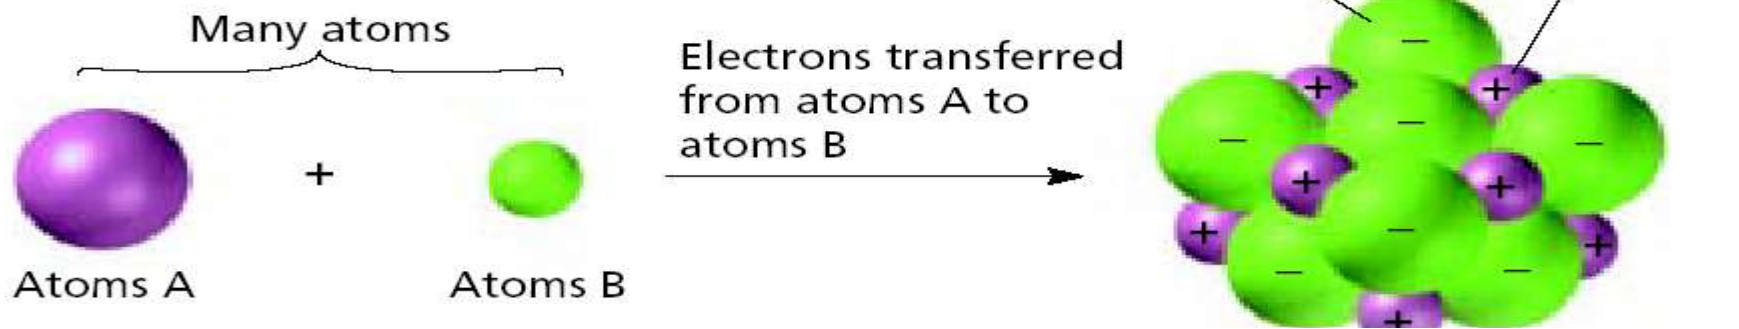 Many atoms
+
Atoms A
Atoms B
Electrons transferred
from atoms A to
atoms B
−
+
+
−
−
−
+
+
+
−
+
−
−
+